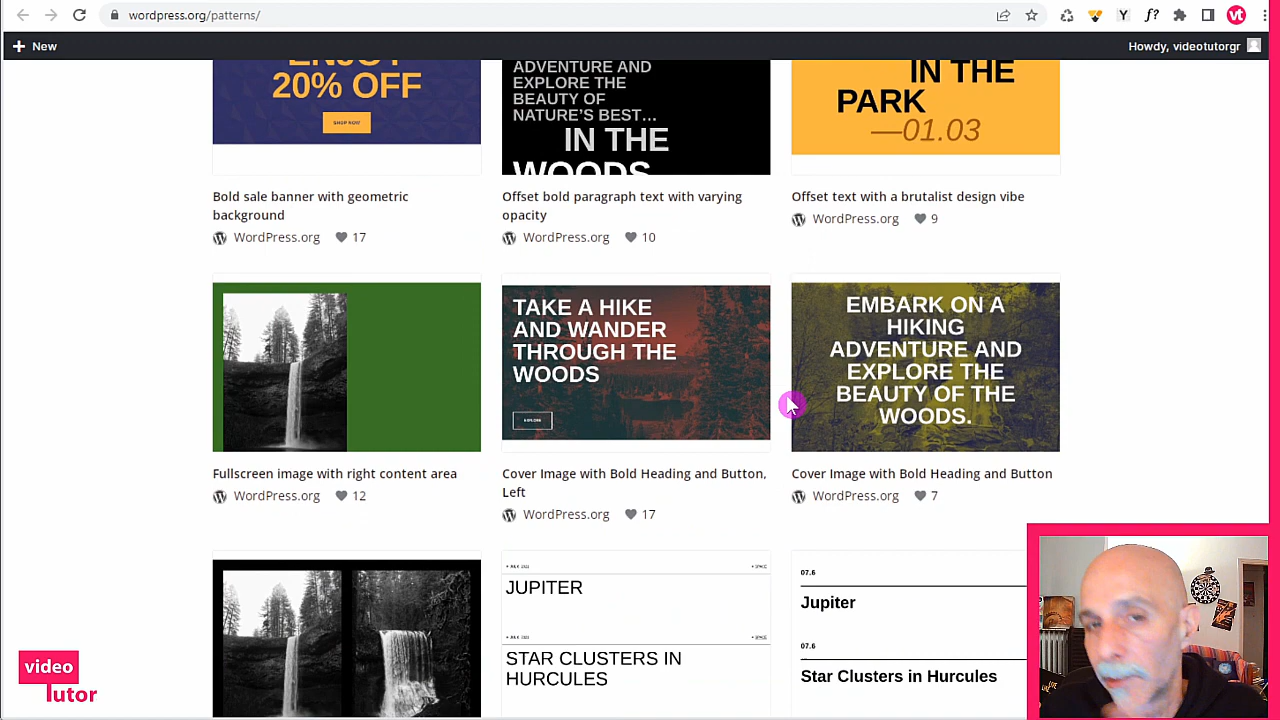 wordpress.org/patterns/
New
Howdy, videotutorgr
ENJOY
20% OFF
SHOP NOW
ADVENTURE AND
EXPLORE THE
BEAUTY OF
NATURE'S BEST…
IN THE
WOODS
IN THE
PARK
—01.03
Bold sale banner with geometric
background
WordPress.org 17
Offset bold paragraph text with varying
opacity
WordPress.org 10
Offset text with a brutalist design vibe
WordPress.org 9
TAKE A HIKE
AND WANDER
THROUGH THE
WOODS
EXPLORE
EMBARK ON A
HIKING
ADVENTURE AND
EXPLORE THE
BEAUTY OF THE
WOODS.
Fullscreen image with right content area
WordPress.org 12
Cover Image with Bold Heading and Button,
Left
WordPress.org 17
Cover Image with Bold Heading and Button
WordPress.org 7
JUPITER
STAR CLUSTERS IN
HURCULES
07.6
Jupiter
08.6
Star Clusters in Hurcules
video
Tutor